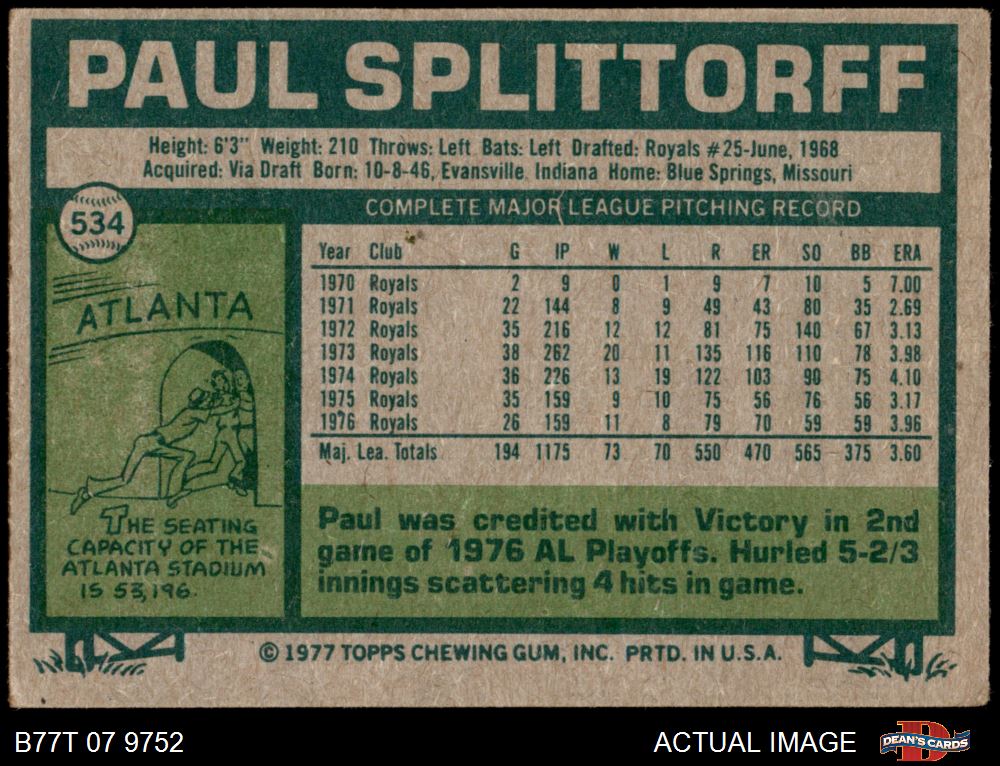 PAUL SPLITTORFF
Height: 6'3" Weight: 210 Throws: Left Bats: Left Drafted: Royals #25-June, 1968
Acquired: Via Draft Born: 10-8-46, Evansville, Indiana Home: Blue Springs, Missouri
534
COMPLETE MAJOR LEAGUE PITCHING RECORD
Year Club G IP W L R ER SO BB ERA
1970 Royals 2 9 0 1 9 7 10 5 7.00
1971 Royals 22 144 8 9 49 43 80 35 2.69
1972 Royals 35 216 12 12 81 75 140 67 3.13
1973 Royals 38 262 20 11 135 116 110 78 3.98
1974 Royals 36 226 13 19 122 103 90 75 4.10
1975 Royals 35 159 9 10 75 56 76 56 3.17
1976 Royals 26 159 11 8 79 70 59 59 3.96
Maj. Lea. Totals 194 1175 73 70 550 470 565 375 3.60
ATLANTA
THE SEATING
CAPACITY OF THE
ATLANTA STADIUM
IS 53,196.
Paul was credited with Victory in 2nd
game of 1976 AL Playoffs. Hurled 5-2/3
innings scattering 4 hits in game.
© 1977 TOPPS CHEWING GUM, INC. PRTD. IN U.S.A.
B77T 07 9752
ACTUAL IMAGE
D
DEAN'S CARDS